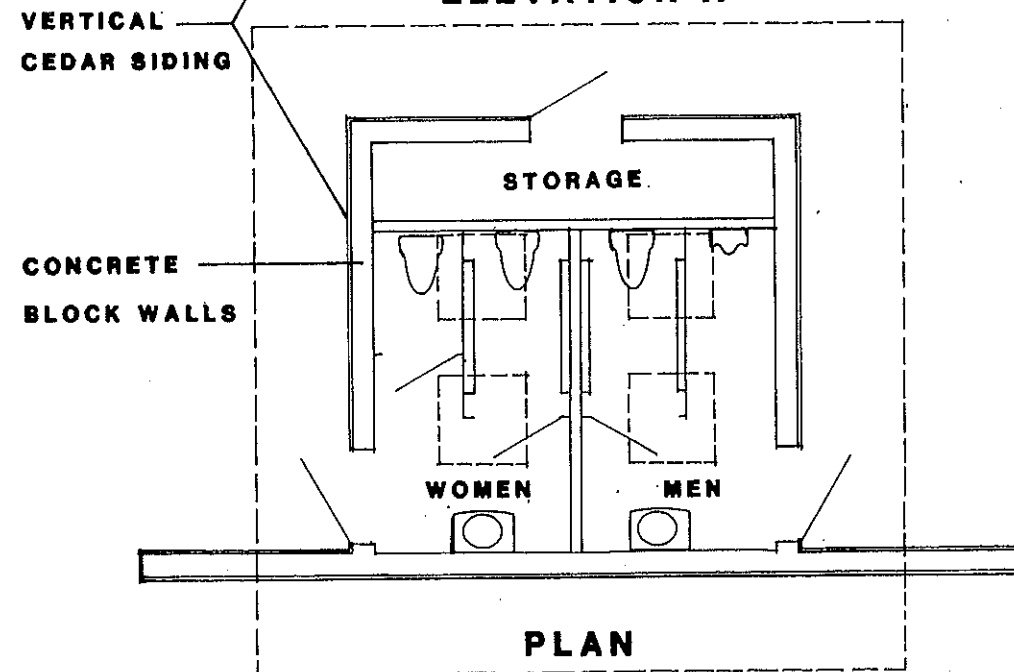 VERTICAL
CEDAR SIDING
STORAGE
CONCRETE
BLOCK WALLS
WOMEN
MEN
PLAN